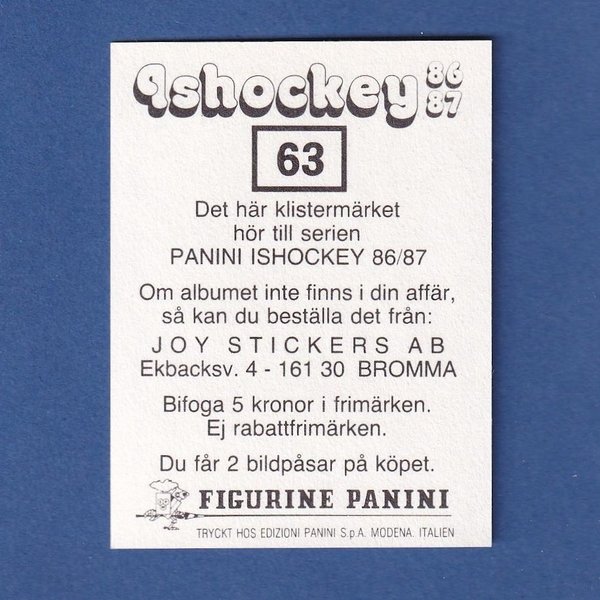 Ishockey 86
87
63
Det här klistermärket
hör till serien
PANINI ISHOCKEY 86/87
Om albumet inte finns i din affär,
så kan du beställa det från:
JOY STICKERS AB
Ekbacksv. 4 - 161 30 BROMMA
Bifoga 5 kronor i frimärken.
Ej rabattfrimärken.
Du får 2 bildpåsar på köpet.
FIGURINE PANINI
TRYCKT HOS EDIZIONI PANINI S.p.A. MODENA. ITALIEN